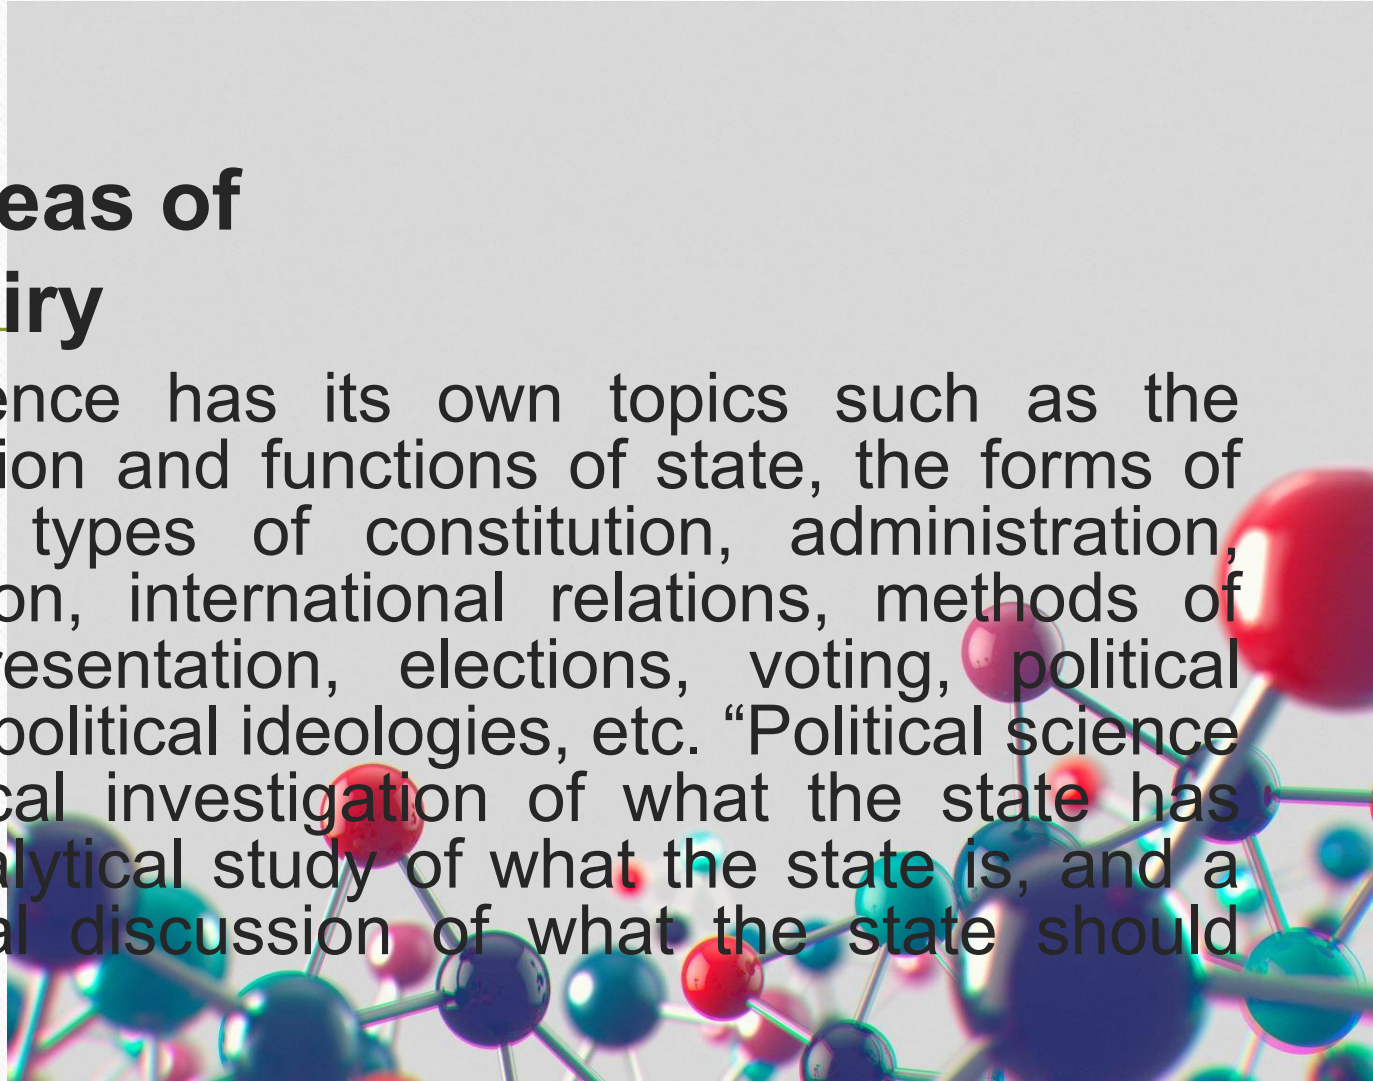 eas of
iry
ence has its own topics such as the
ion and functions of state, the forms of
types of constitution, administration,
on, international relations, methods of
resentation, elections, voting, political
political ideologies, etc. “Political science
cal investigation of what the state has
alytical study of what the state is, and a
al discussion of what the state should